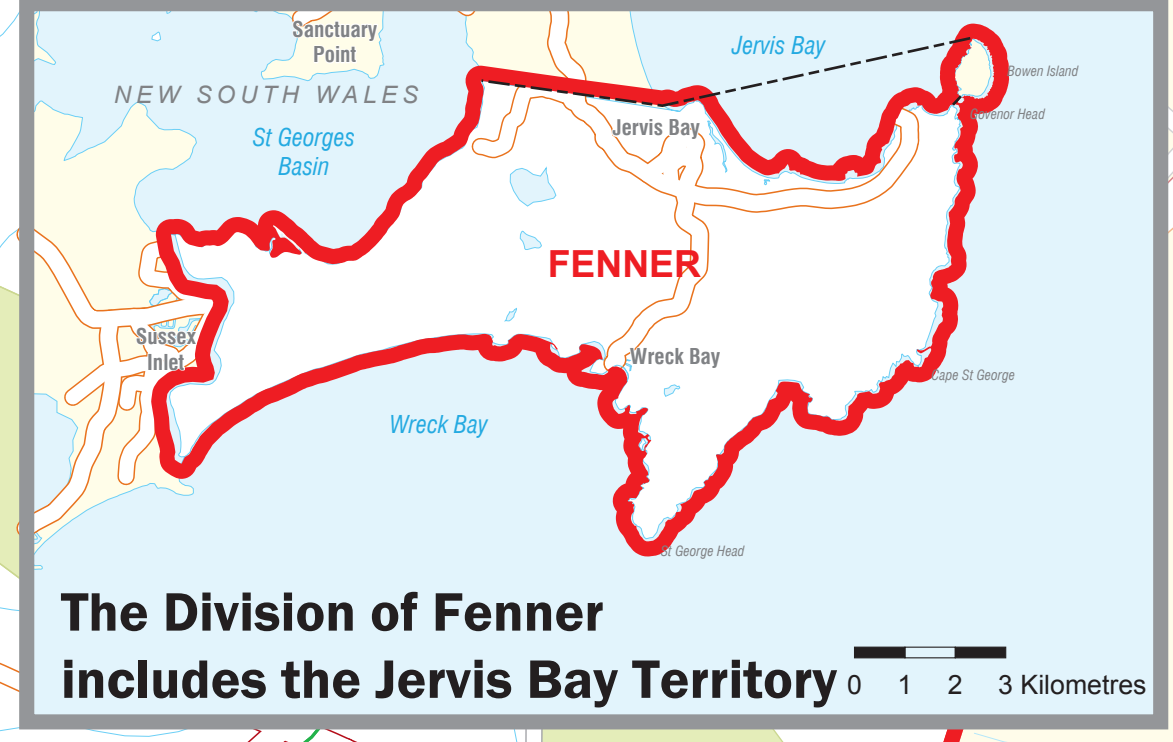 Sanctuary
Point
Jervis Bay
Bowen Island
NEW SOUTH WALES
Govenor Head
St Georges
Basin
Jervis Bay
FENNER
Sussex
Inlet
Wreck Bay
Cape St George
Wreck Bay
St George Head
The Division of Fenner
includes the Jervis Bay Territory
0 1 2 3 Kilometres